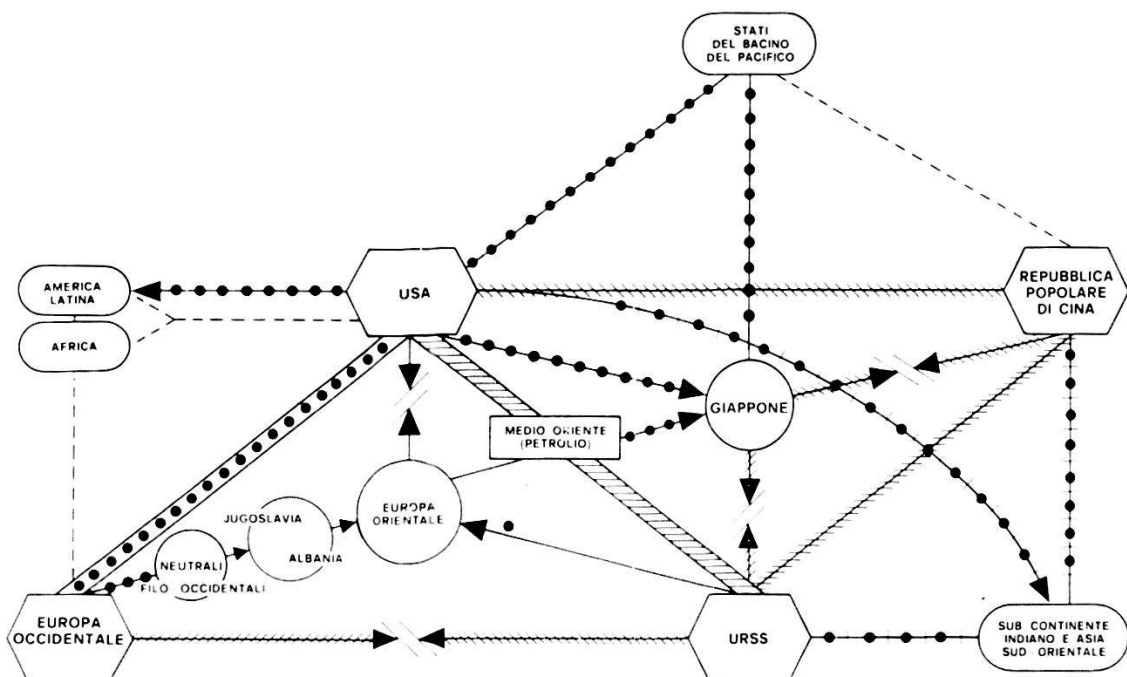 STATI
DEL BACINO
DEL PACIFICO
AMERICA
LATINA
AFRICA
USA
REPUBBLICA
POPOLARE
DI CINA
GIAPPONE
MEDIO ORIENTE
(PETROLIO)
EUROPA
ORIENTALE
JUGOSLAVIA
ALBANIA
NEUTRALI
FILO OCCIDENTALI
EUROPA
OCCIDENTALE
URSS
SUB CONTINENTE
INDIANO E ASIA
SUD-ORIENTALE